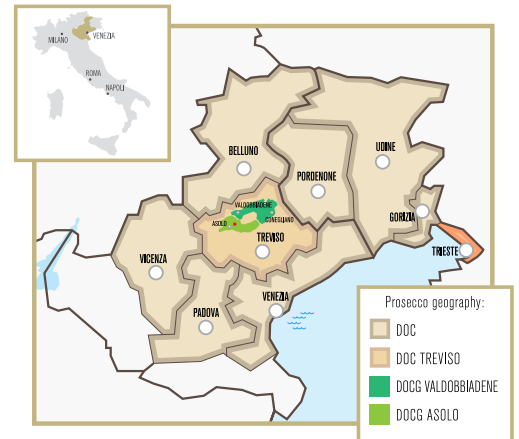 MILANO
VENEZIA
ROMA
NAPOLI
BELLUNO
UDINE
PORDENONE
VALDOBBIADENE
GORIZIA
ASOLO
CONEGLIANO
TREVISO
TRIESTE
VICENZA
VENEZIA
PADOVA
Prosecco geography:
DOC
DOC TREVISO
DOCG VALDOBBIADENE
DOCG ASOLO